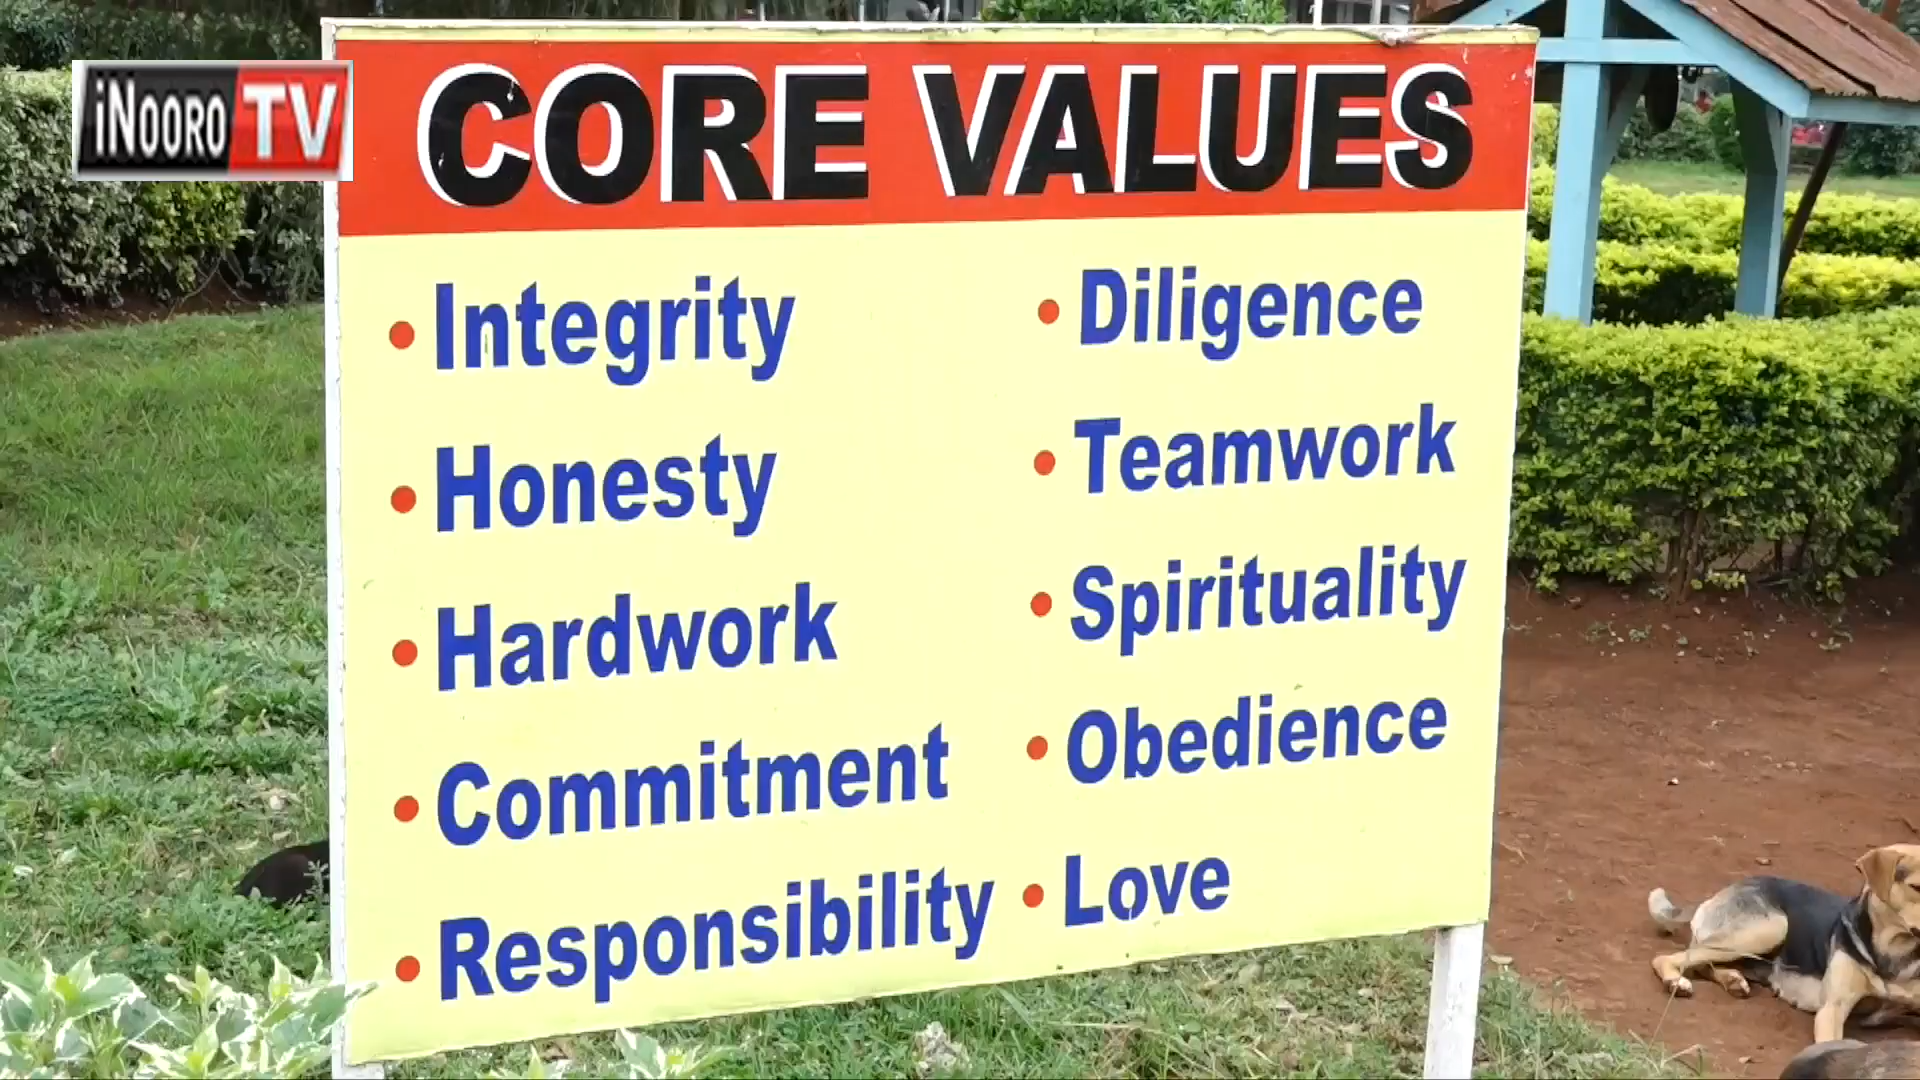 iNOORO TV
CORE VALUES
• Integrity
• Honesty
• Hardwork
• Commitment
• Responsibility
• Diligence
• Teamwork
• Spirituality
• Obedience
• Love